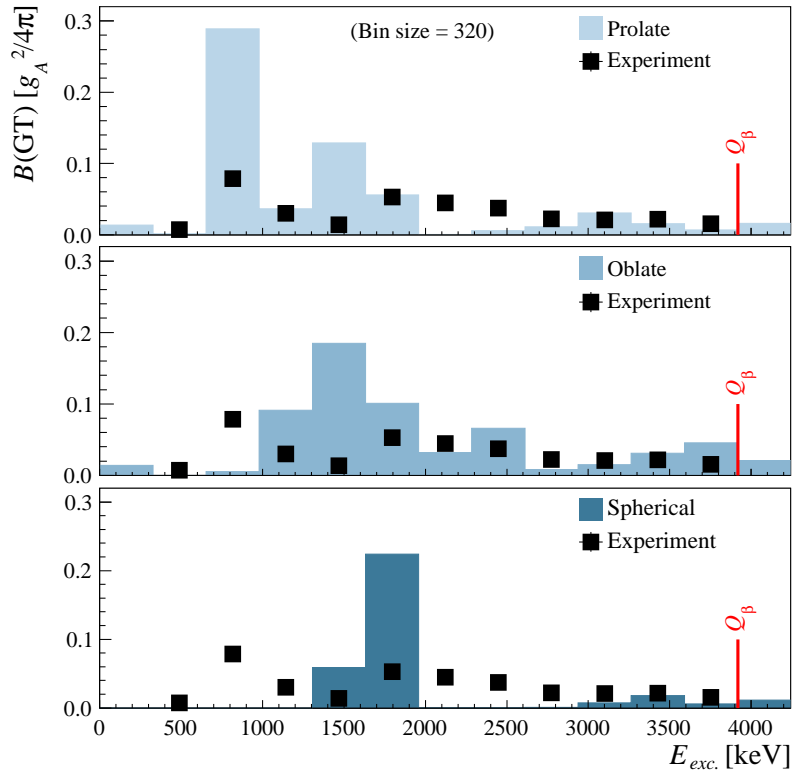 B(GT) [g_A^2/4π]
0.3
0.2
0.1
0.0
(Bin size = 320)
Prolate
Experiment
Q_β
0.3
0.2
0.1
0.0
Oblate
Experiment
Q_β
0.3
0.2
0.1
0.0
Spherical
Experiment
Q_β
0 500 1000 1500 2000 2500 3000 3500 4000
E_exc. [keV]